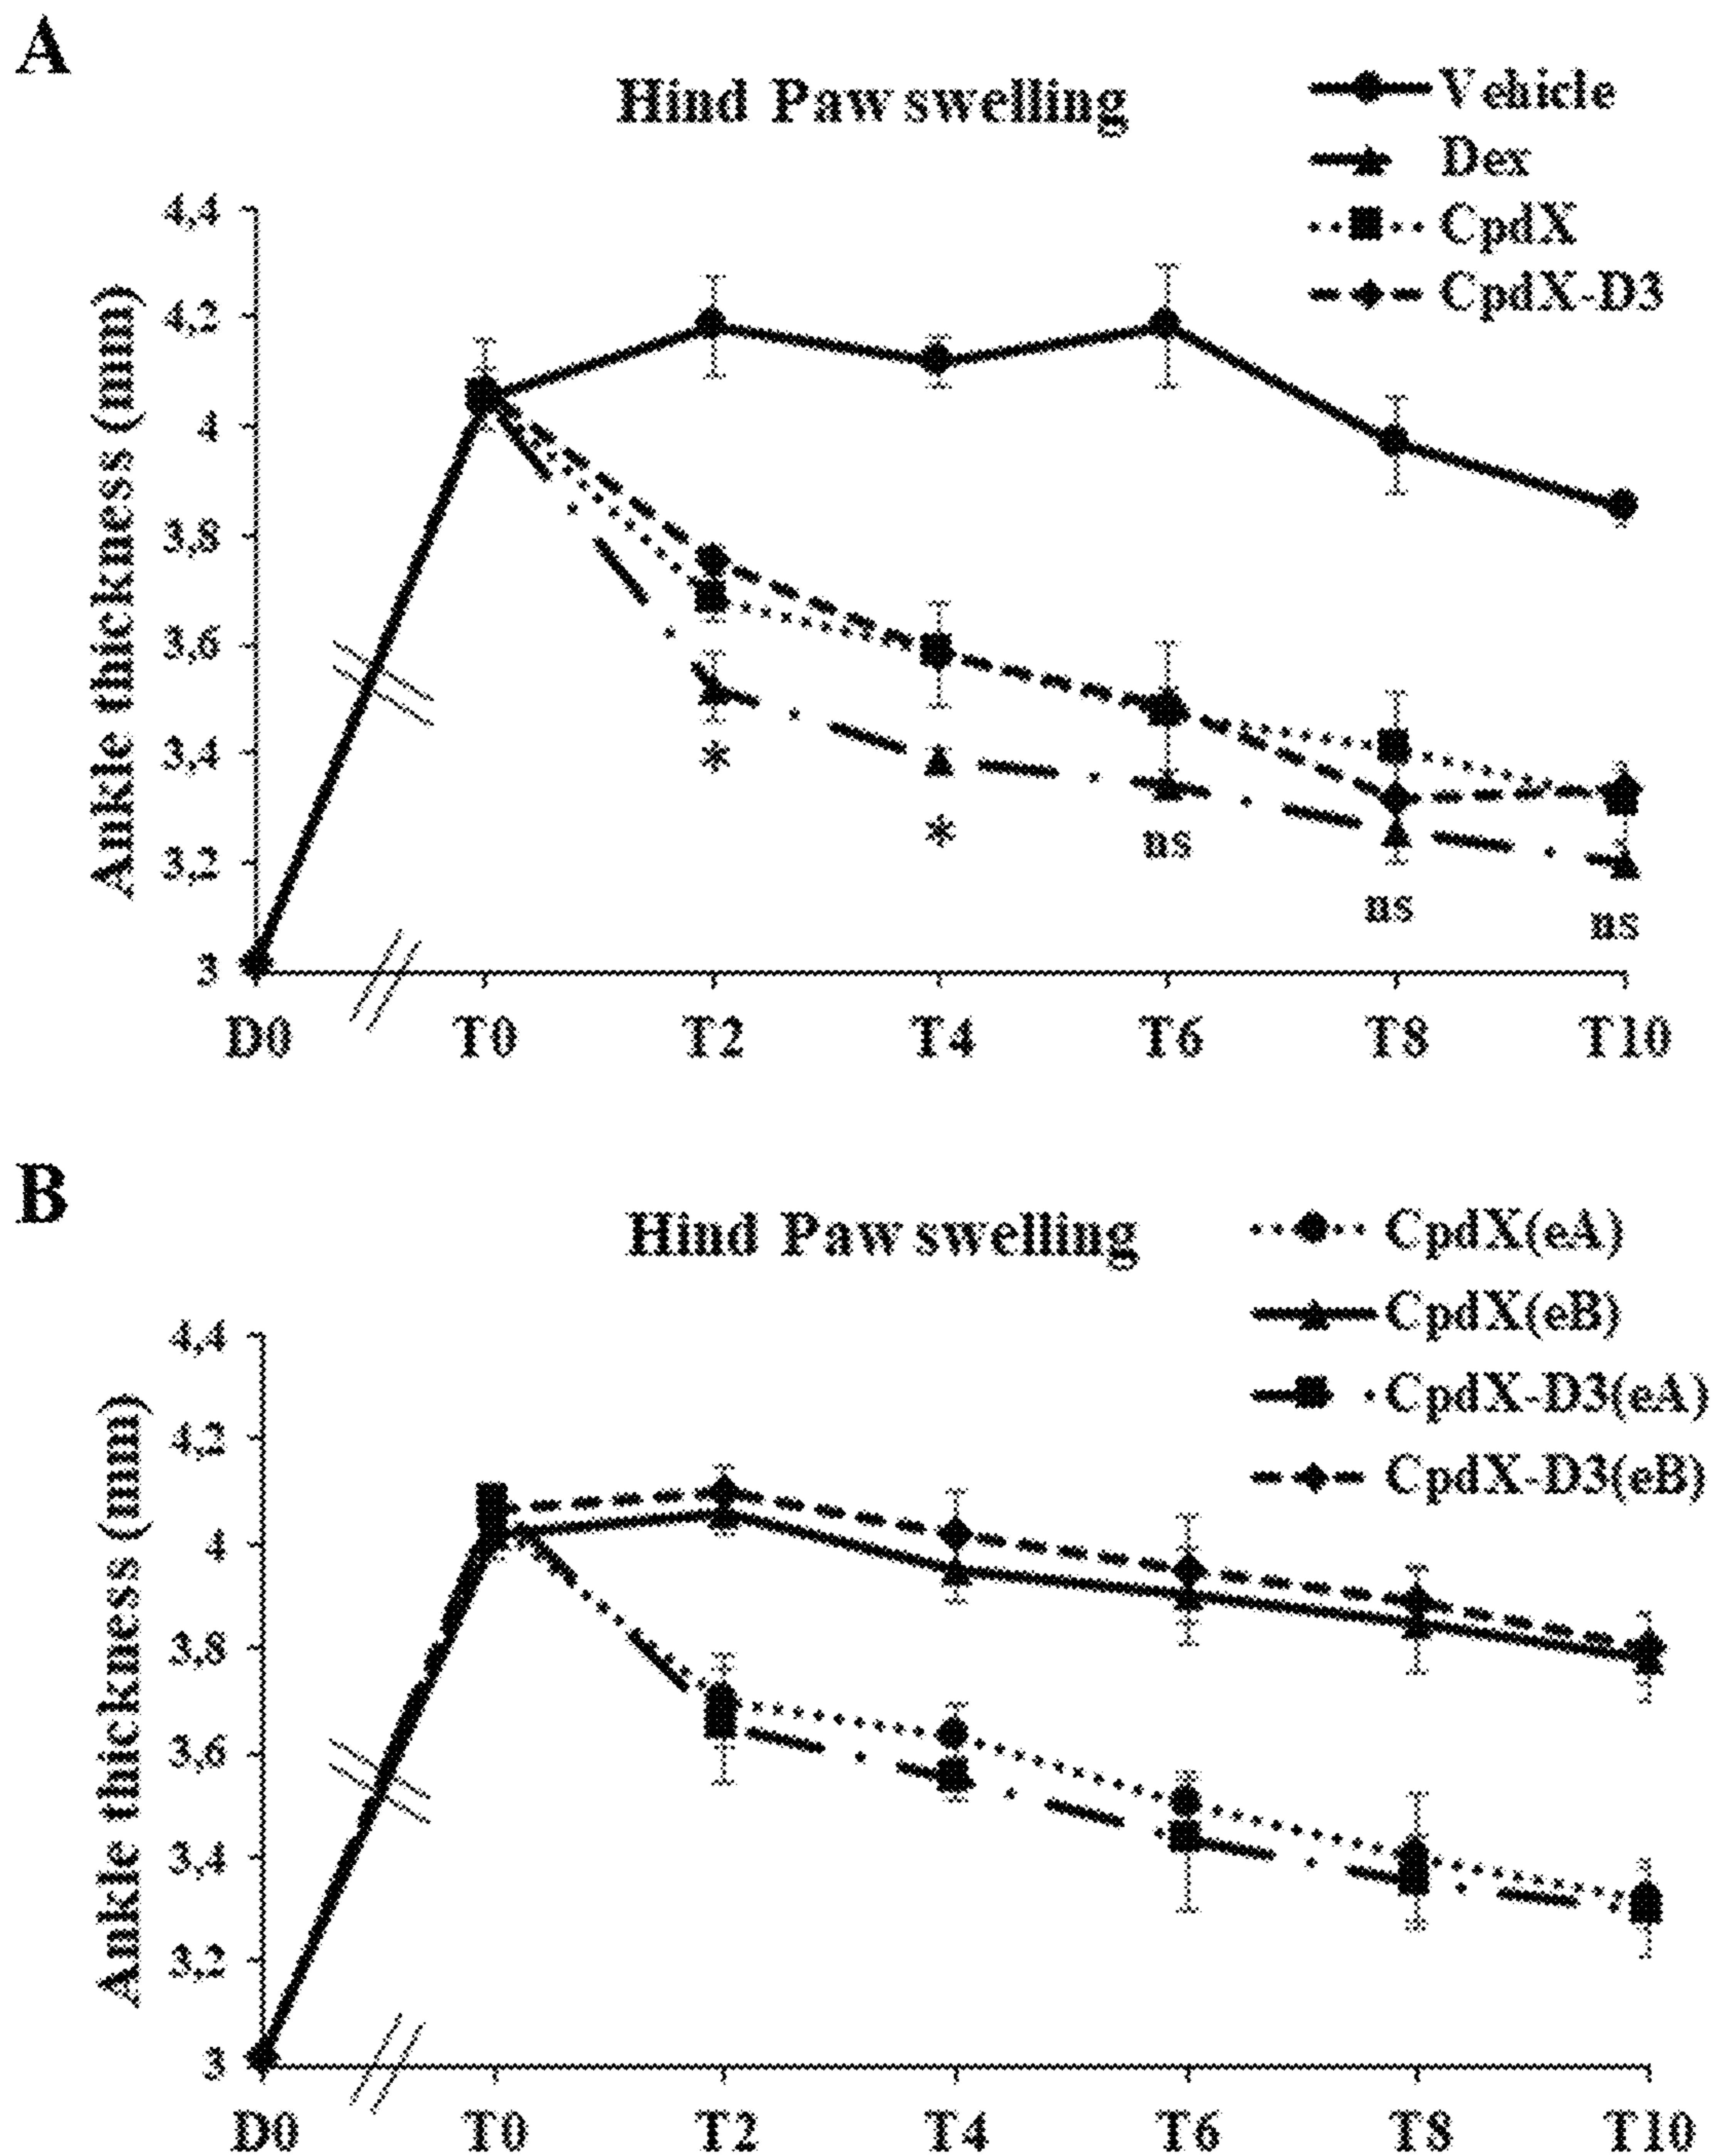 A
Hind Paw swelling
Vehicle
Dex
CpdX
CpdX-D3
Ankle thickness (mm)
4,4
4,2
4
3,8
3,6
3,4
3,2
3
*
*
ns
ns
ns
D0 T0 T2 T4 T6 T8 T10
B
Hind Paw swelling
CpdX(eA)
CpdX(eB)
CpdX-D3(eA)
CpdX-D3(eB)
Ankle thickness (mm)
4,4
4,2
4
3,8
3,6
3,4
3,2
3
D0 T0 T2 T4 T6 T8 T10